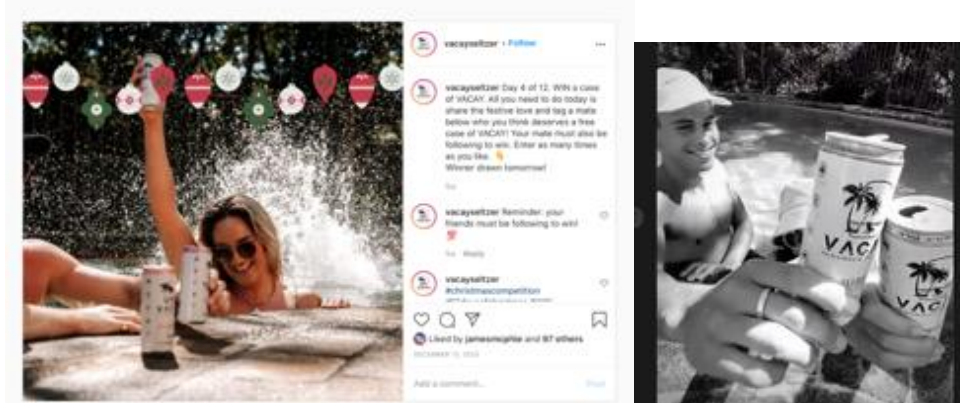 vacayseltzer • Follow
vacayseltzer Day 4 of 12. WIN a case
of VACAY. All you need to do today is
share the festive love and tag a mate
below who you think deserves a free
case of VACAY! Your mate must also be
following to win. Enter as many times
as you like. 👇
Winner drawn tomorrow!
vacayseltzer Reminder: your
friends must be following to win!
💯
Reply
vacayseltzer
#christmascompetition
Liked by jamesmcphie and 97 others
Add a comment...
Post
VACA
VAC